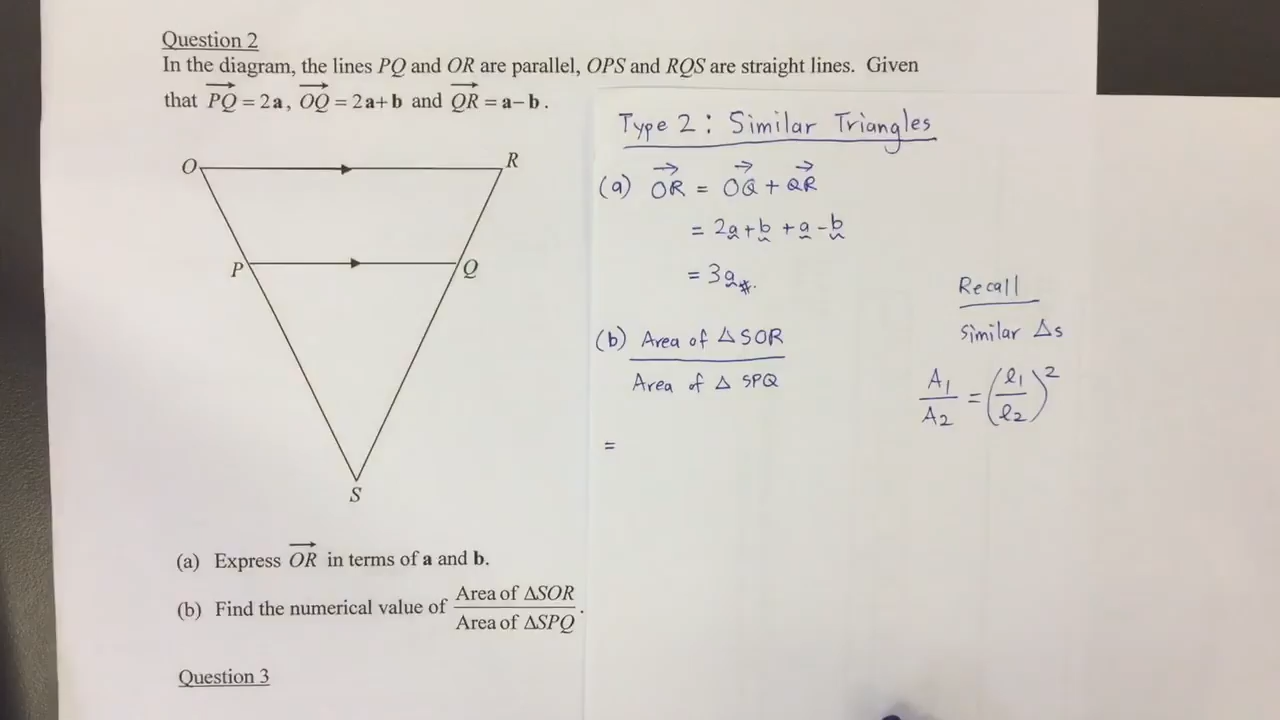 Question 2
In the diagram, the lines PQ and OR are parallel, OPS and RQS are straight lines. Given
that →PQ = 2a, →OQ = 2a+b and →QR = a−b.
O R
P Q
S
(a) Express →OR in terms of a and b.
(b) Find the numerical value of Area of ΔSOR / Area of ΔSPQ.
Question 3
Type 2 : Similar Triangles
(a) →OR = →OQ + →QR
= 2a + b + a − b
= 3a #.
(b) Area of Δ SOR
Area of Δ SPQ
=
Recall
Similar Δs
A1/A2 = (l1/l2)²